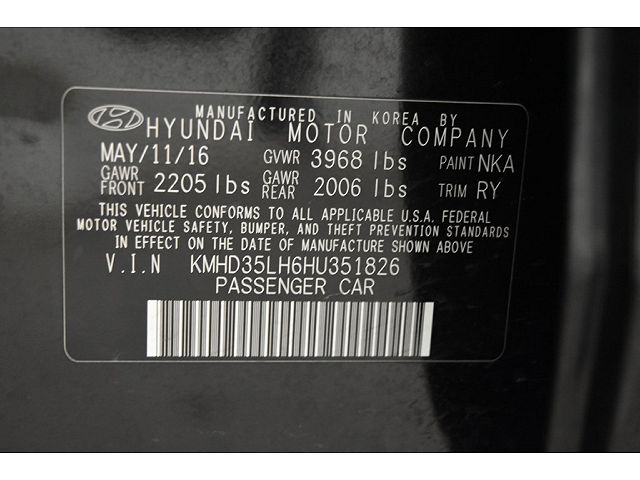 MANUFACTURED IN KOREA BY
HYUNDAI MOTOR COMPANY
MAY/11/16 GVWR 3968 lbs PAINT NKA
GAWR FRONT 2205 lbs GAWR REAR 2006 lbs TRIM RY
THIS VEHICLE CONFORMS TO ALL APPLICABLE U.S.A. FEDERAL
MOTOR VEHICLE SAFETY, BUMPER, AND THEFT PREVENTION STANDARDS
IN EFFECT ON THE DATE OF MANUFACTURE SHOWN ABOVE
V.I.N KMHD35LH6HU351826
PASSENGER CAR